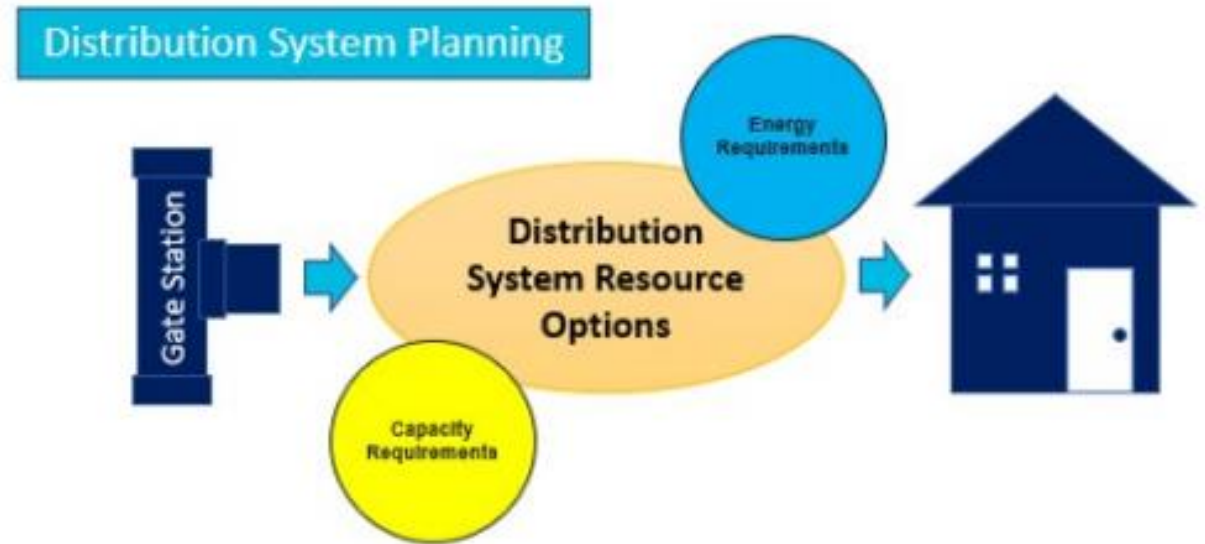 Distribution System Planning
Energy
Requirements
Gate Station
Distribution
System Resource
Options
Capacity
Requirements